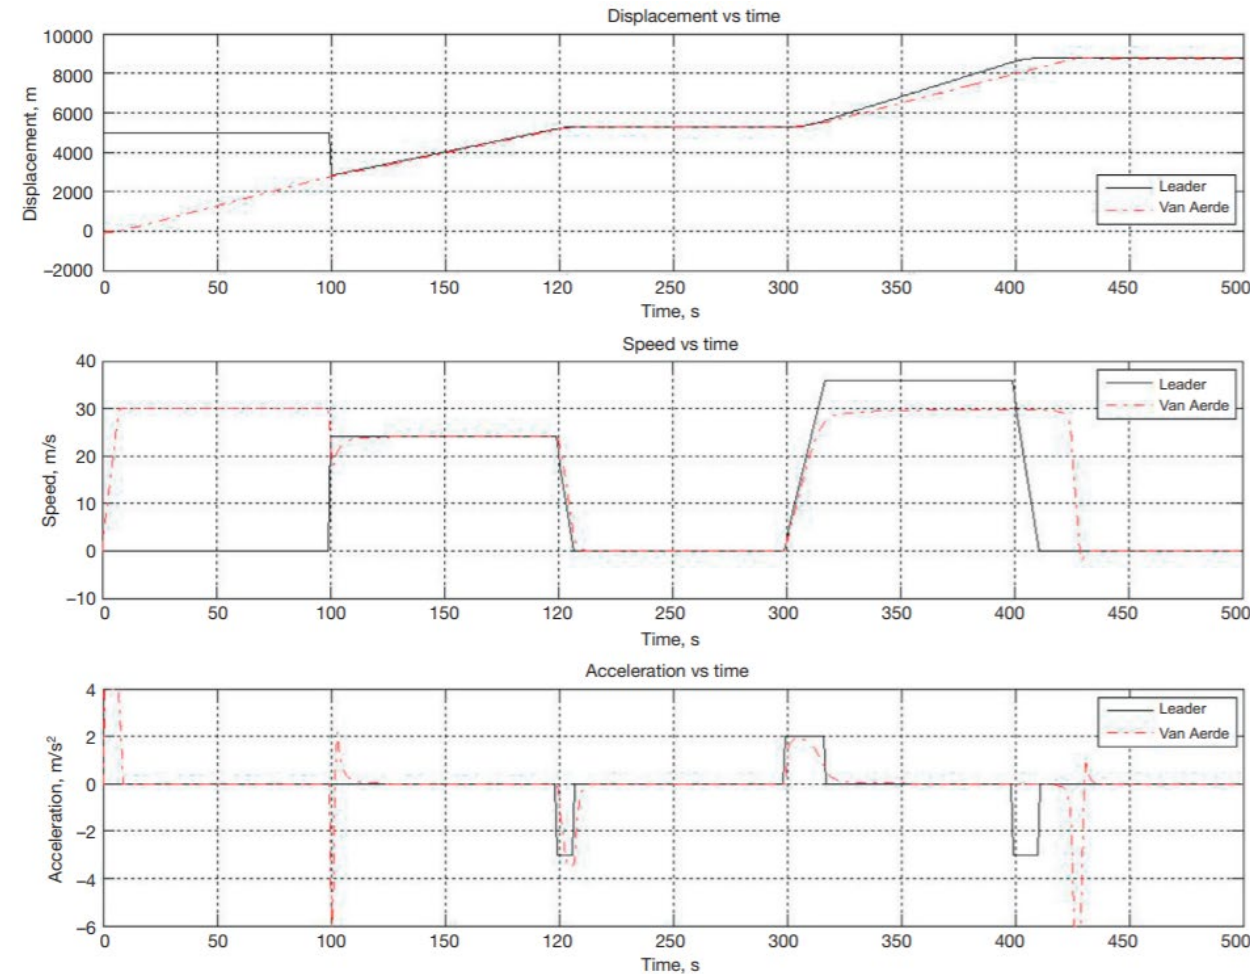 Displacement vs time
Displacement, m
10000
8000
6000
4000
2000
0
−2000
Leader
Van Aerde
0 50 100 150 120 250 300 350 400 450 500
Time, s
Speed vs time
Speed, m/s
40
30
20
10
0
−10
Leader
Van Aerde
0 50 100 150 120 250 300 350 400 450 500
Time, s
Acceleration vs time
Acceleration, m/s²
4
2
0
−2
−4
−6
Leader
Van Aerde
0 50 100 150 120 250 300 350 400 450 500
Time, s